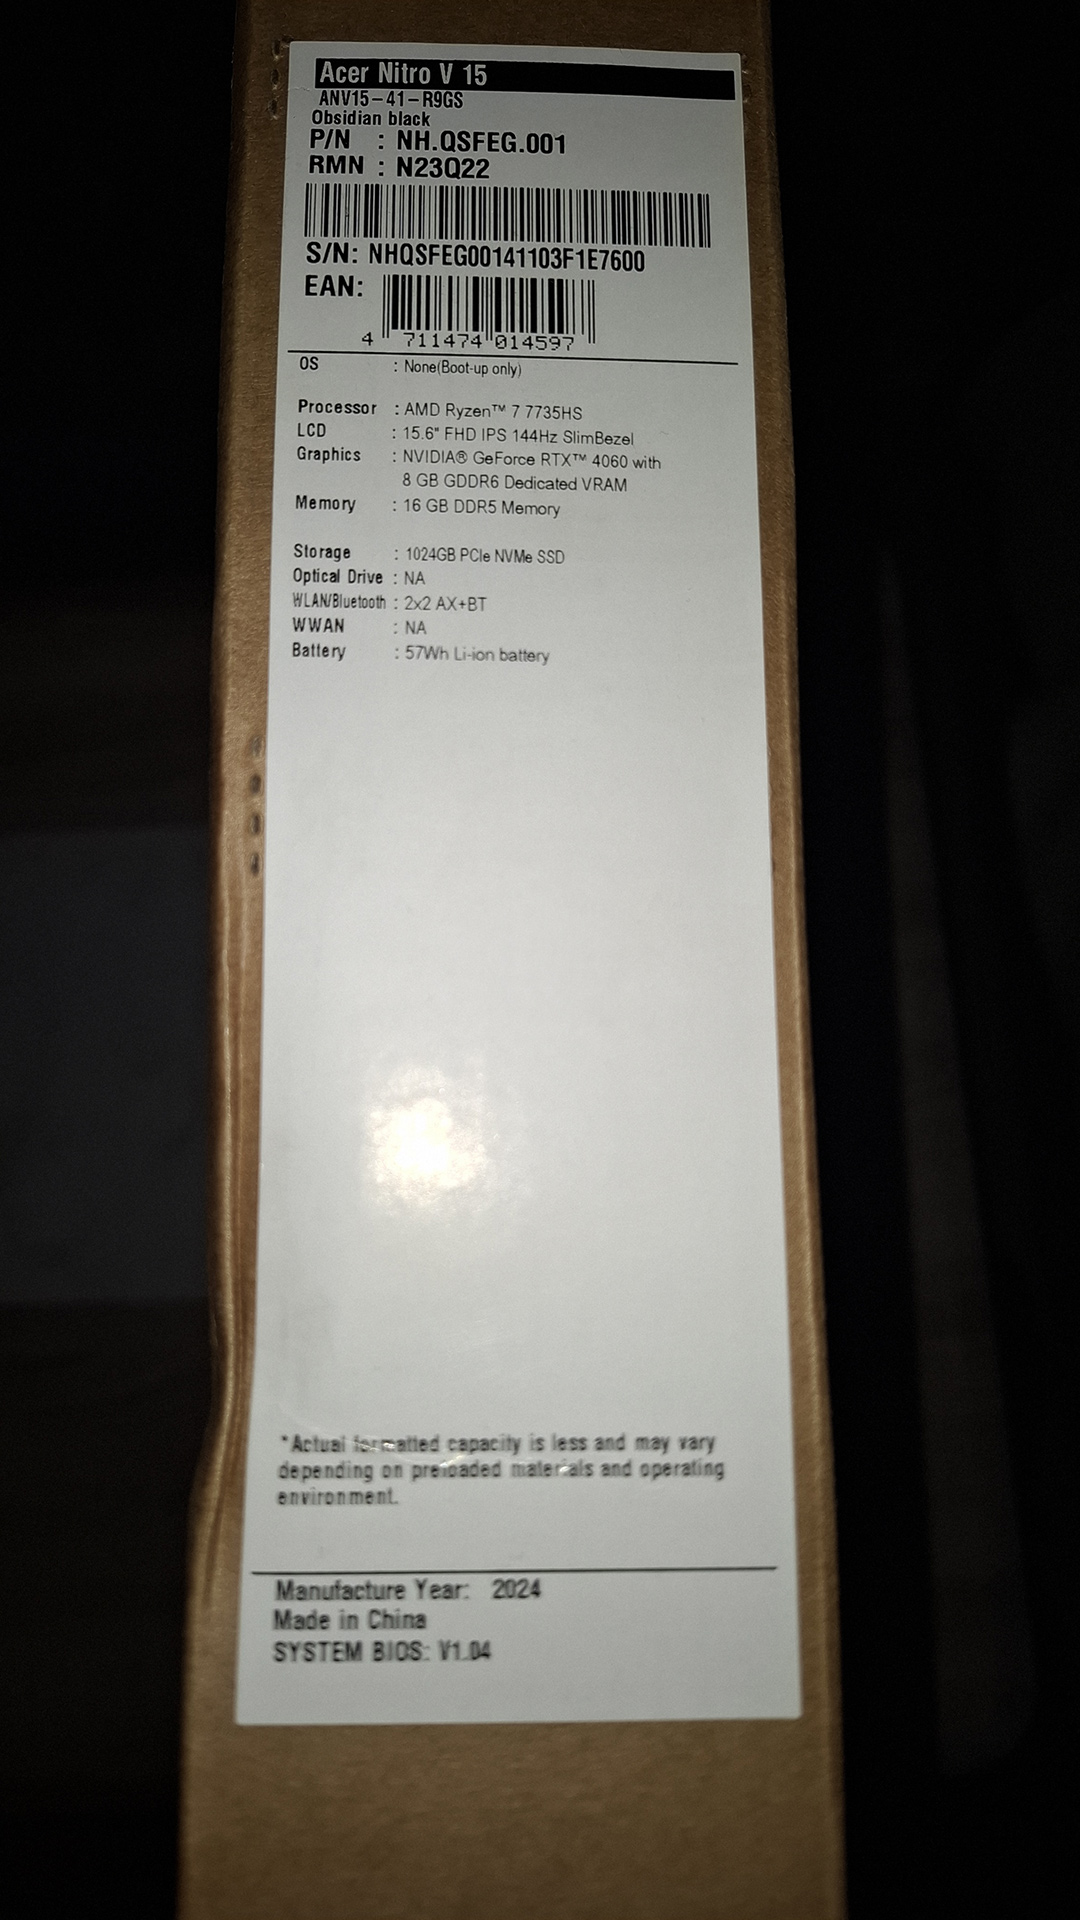 Acer Nitro V 15
ANV15-41-R9GS
Obsidian black
P/N : NH.QSFEG.001
RMN : N23Q22
S/N: NHQSFEG00141103F1E7600
EAN:
4 711474 014597
OS : None(Boot-up only)
Processor : AMD Ryzen™ 7 7735HS
LCD : 15.6" FHD IPS 144Hz SlimBezel
Graphics : NVIDIA® GeForce RTX™ 4060 with
8 GB GDDR6 Dedicated VRAM
Memory : 16 GB DDR5 Memory
Storage : 1024GB PCIe NVMe SSD
Optical Drive : NA
WLAN/Bluetooth : 2x2 AX+BT
WWAN : NA
Battery : 57Wh Li-ion battery
*Actual formatted capacity is less and may vary
depending on preloaded materials and operating
environment.
Manufacture Year: 2024
Made in China
SYSTEM BIOS: V1.04